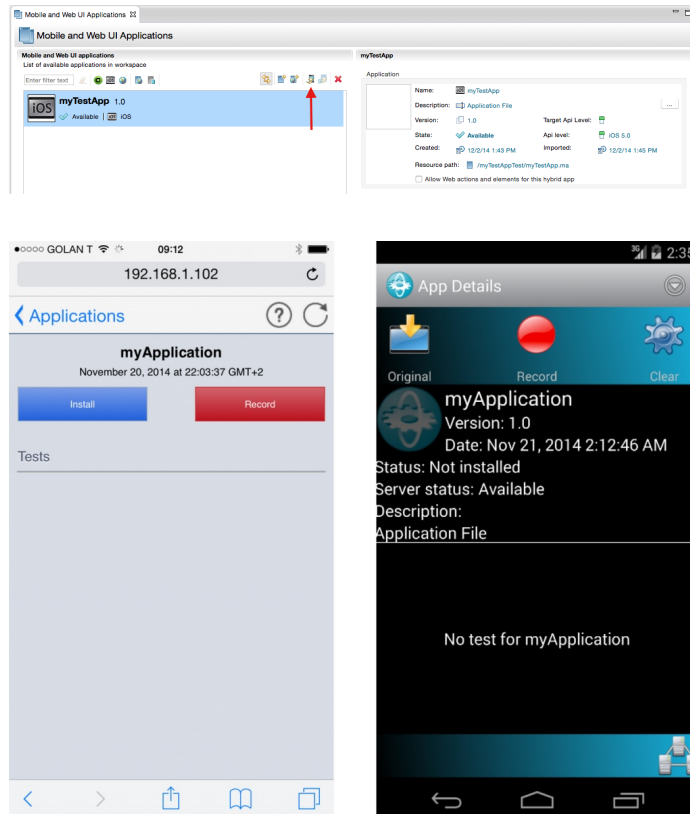 Mobile and Web UI Applications
Mobile and Web UI Applications
Mobile and Web UI applications
List of available applications in workspace
Enter filter text
iOS
myTestApp 1.0
Available | iOS
myTestApp
Application
Name: myTestApp
Description: Application File
...
Version: 1.0 Target Api Level:
State: Available Api level: iOS 5.0
Created: 12/2/14 1:43 PM Imported: 12/2/14 1:45 PM
Resource path: /myTestAppTest/myTestApp.ma
Allow Web actions and elements for this hybrid app
GOLAN T 09:12
192.168.1.102
Applications ?
myApplication
November 20, 2014 at 22:03:37 GMT+2
Install Record
Tests
3G 2:35
App Details
Original Record Clear
myApplication
Version: 1.0
Date: Nov 21, 2014 2:12:46 AM
Status: Not installed
Server status: Available
Description:
Application File
No test for myApplication